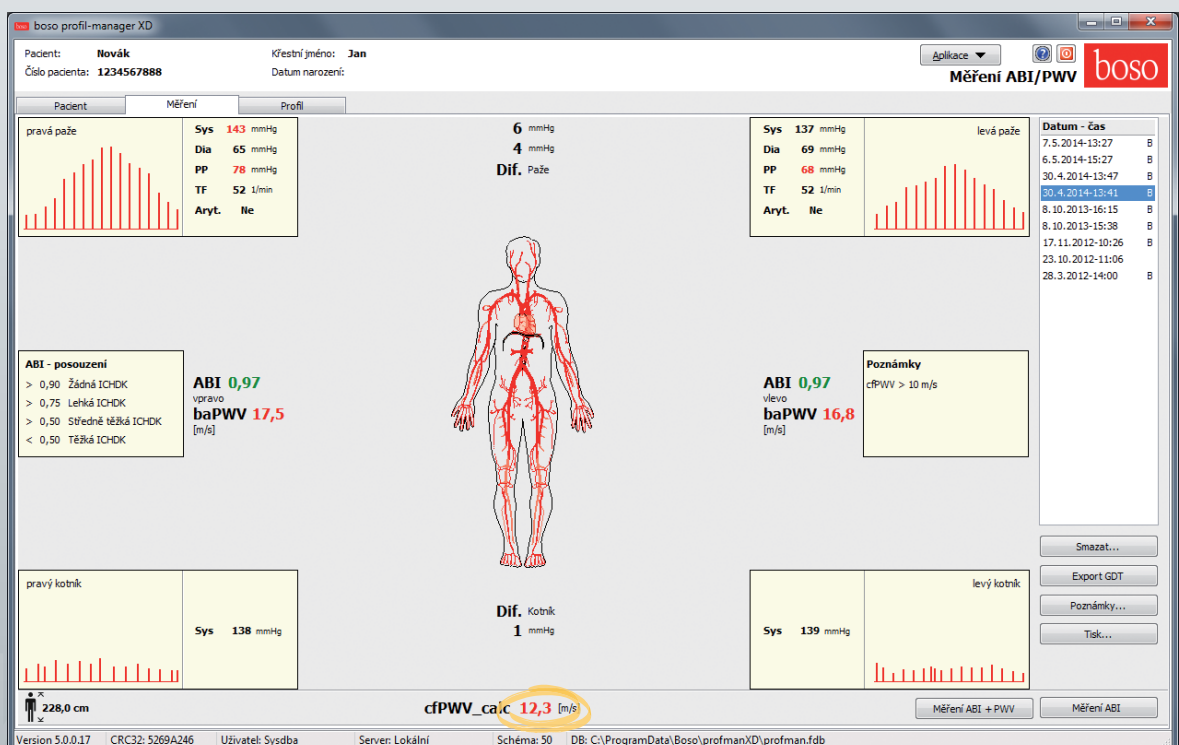 boso boso profil-manager XD
Pacient: Novák Křestní jméno: Jan
Číslo pacienta: 1234567888 Datum narození:
Aplikace
Měření ABI/PWV
boso
Pacient Měření Profil
pravá paže
Sys 143 mmHg
Dia 65 mmHg
PP 78 mmHg
TF 52 1/min
Aryt. Ne
6 mmHg
4 mmHg
Dif. Paže
Sys 137 mmHg
Dia 69 mmHg
PP 68 mmHg
TF 52 1/min
Aryt. Ne
levá paže
Datum - čas
7.5.2014-13:27 B
6.5.2014-15:27 B
30.4.2014-13:47 B
30.4.2014-13:41 B
8.10.2013-16:15 B
8.10.2013-15:38 B
17.11.2012-10:26 B
23.10.2012-11:06
28.3.2012-14:00 B
ABI - posouzení
> 0,90 Žádná ICHDK
> 0,75 Lehká ICHDK
> 0,50 Středně těžká ICHDK
< 0,50 Těžká ICHDK
ABI 0,97
vpravo
baPWV 17,5
[m/s]
ABI 0,97
vlevo
baPWV 16,8
[m/s]
Poznámky
cfPWV > 10 m/s
pravý kotník
Sys 138 mmHg
Dif. Kotník
1 mmHg
Sys 139 mmHg
levý kotník
Smazat...
Export GDT
Poznámky...
Tisk...
228,0 cm
cfPWV_calc 12,3 [m/s]
Měření ABI + PWV
Měření ABI
Version 5.0.0.17 CRC32: 5269A246 Uživatel: Sysdba Server: Lokální Schéma: 50 DB: C:\ProgramData\Boso\profmanXD\profman.fdb